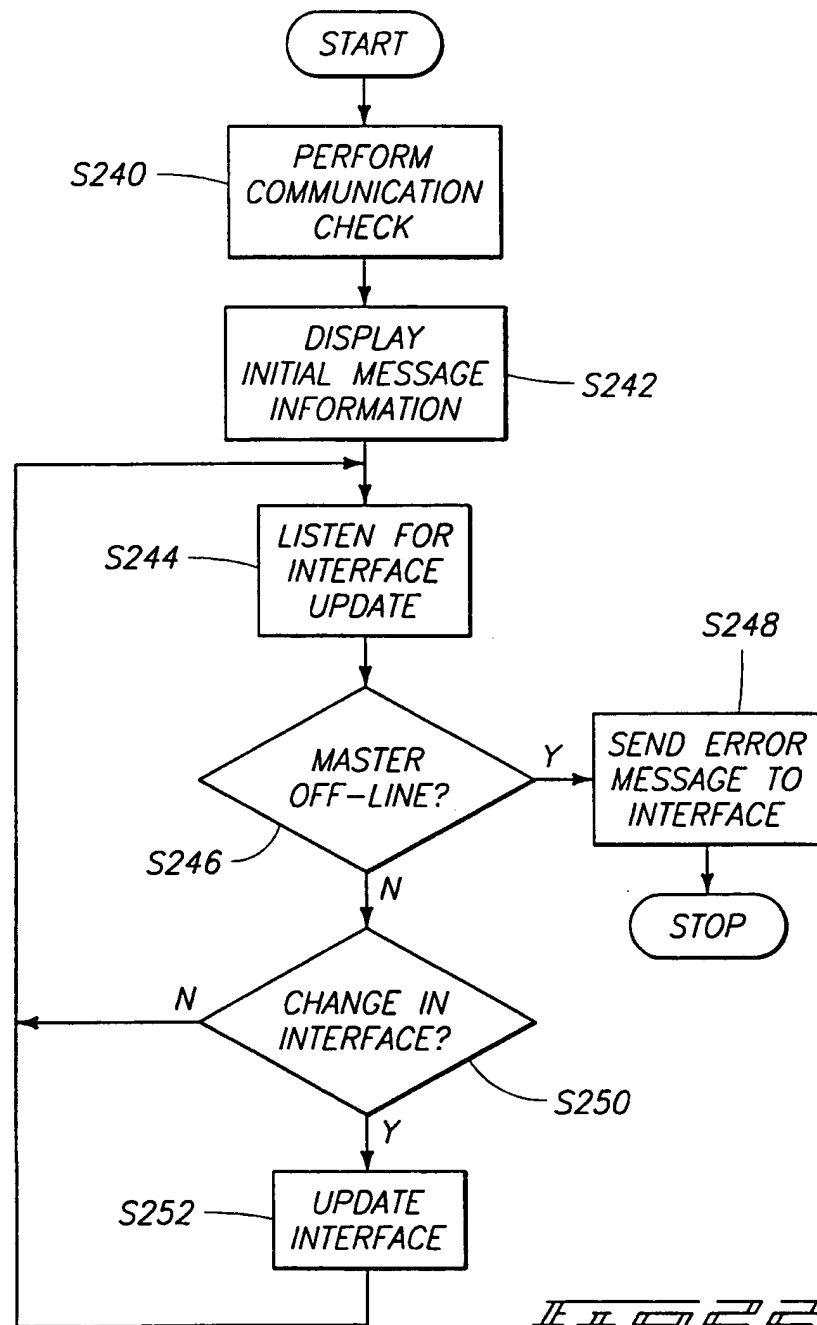 START
S240
PERFORM
COMMUNICATION
CHECK
DISPLAY
INITIAL MESSAGE
INFORMATION
S242
S244
LISTEN FOR
INTERFACE
UPDATE
S248
MASTER
OFF-LINE?
Y
SEND ERROR
MESSAGE TO
INTERFACE
S246
N
STOP
N
CHANGE IN
INTERFACE?
S250
Y
S252
UPDATE
INTERFACE